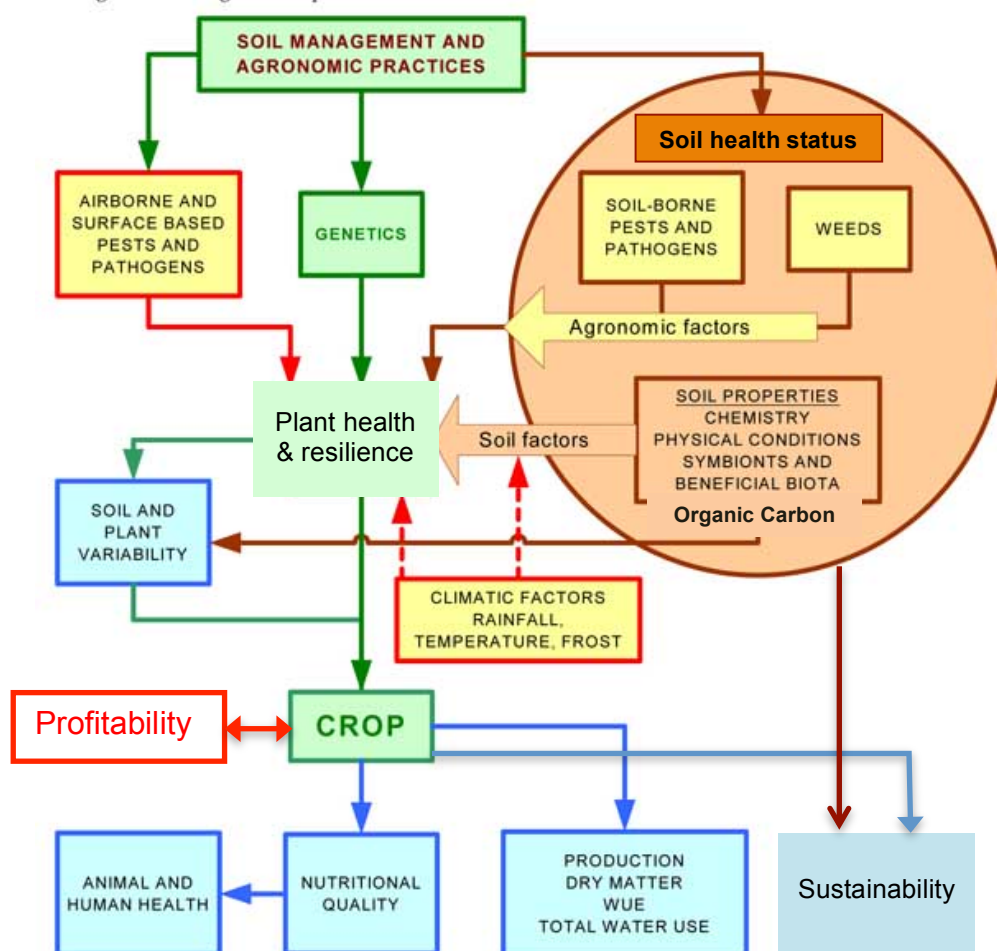 SOIL MANAGEMENT AND
AGRONOMIC PRACTICES
Soil health status
AIRBORNE AND
SURFACE BASED
PESTS AND
PATHOGENS
GENETICS
SOIL-BORNE
PESTS AND
PATHOGENS
WEEDS
Agronomic factors
Plant health
& resilience
Soil factors
SOIL PROPERTIES
CHEMISTRY
PHYSICAL CONDITIONS
SYMBIONTS AND
BENEFICIAL BIOTA
Organic Carbon
SOIL AND
PLANT
VARIABILITY
CLIMATIC FACTORS
RAINFALL,
TEMPERATURE, FROST
Profitability
CROP
ANIMAL AND
HUMAN HEALTH
NUTRITIONAL
QUALITY
PRODUCTION
DRY MATTER
WUE
TOTAL WATER USE
Sustainability